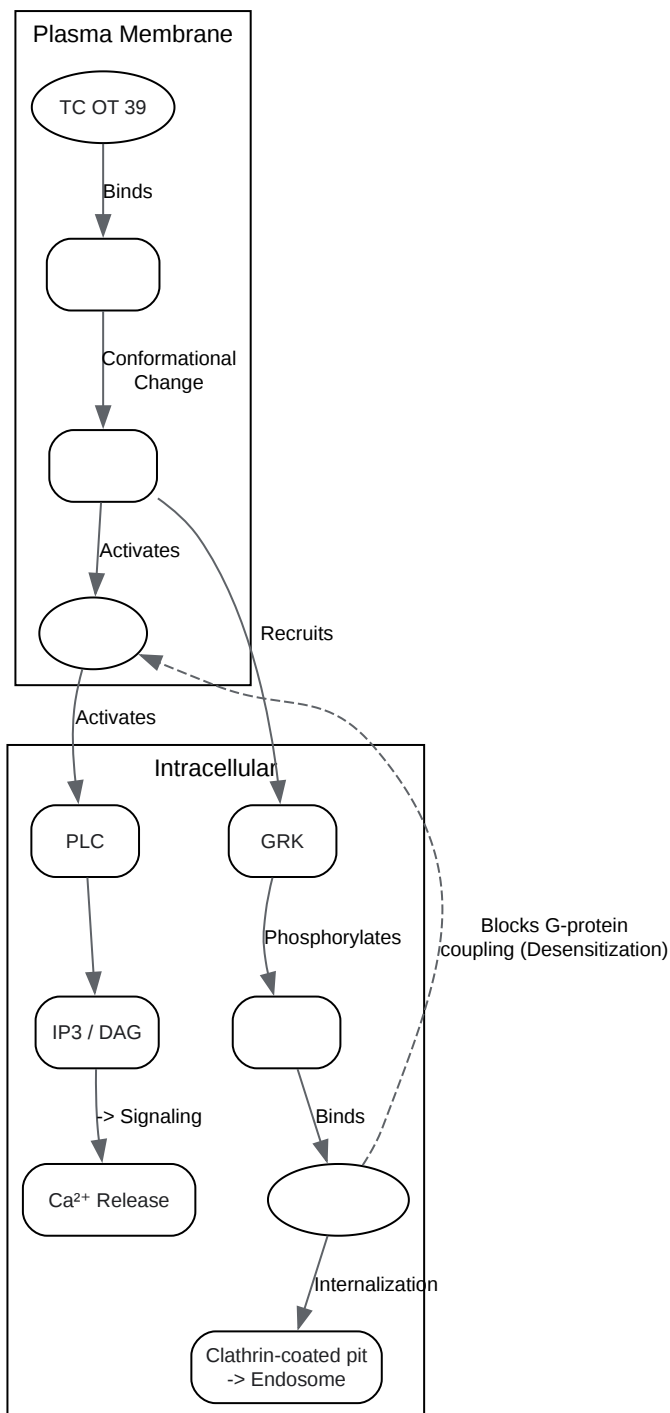 Plasma Membrane
TC OT 39
Binds
Conformational
Change
Activates
Recruits
Activates
Intracellular
PLC
GRK
Phosphorylates
Blocks G-protein
coupling (Desensitization)
IP3 / DAG
-> Signaling
Binds
Ca²⁺ Release
Internalization
Clathrin-coated pit
-> Endosome